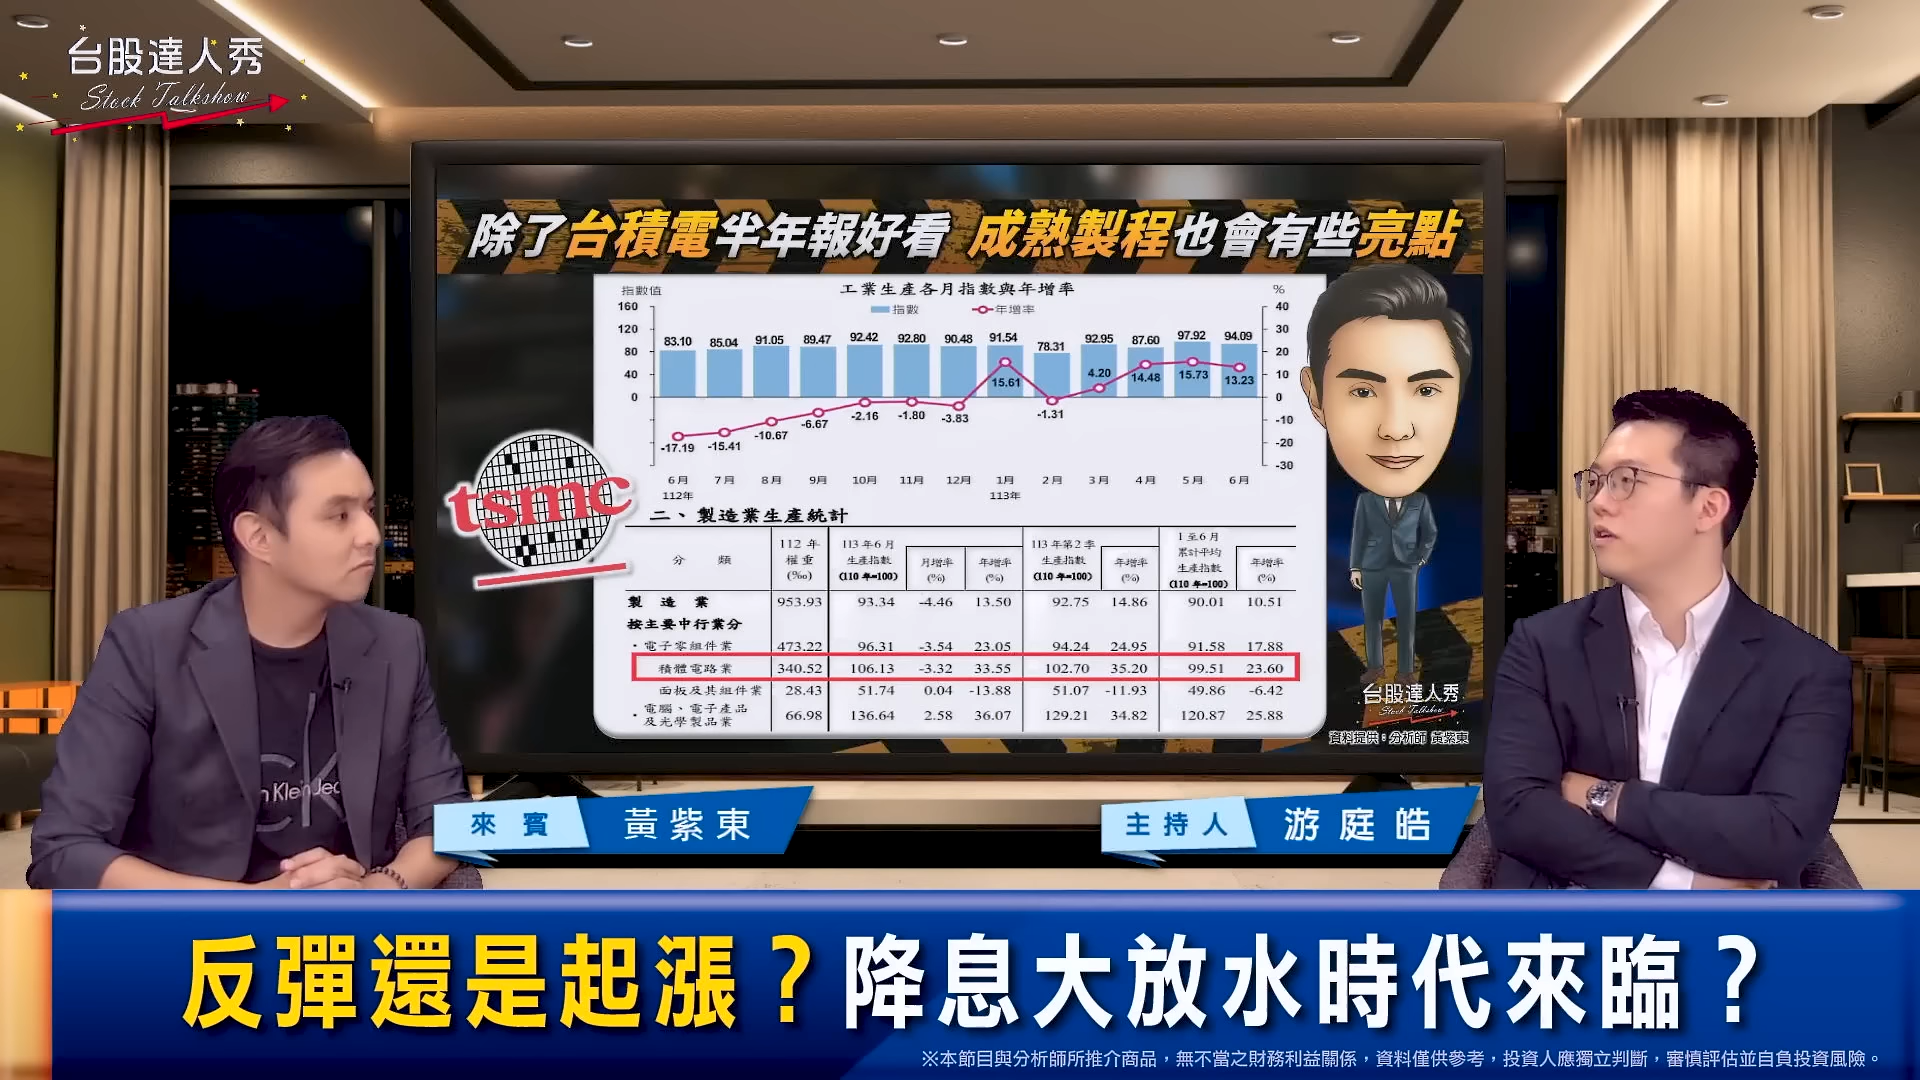 台股達人秀
Stock Talkshow
除了台積電半年報好看 成熟製程也會有些亮點
指數值
工業生產各月指數與年增率
%
指數
年增率
160
120
80
40
0
40
30
20
10
0
-10
-20
-30
83.10 85.04 91.05 89.47 92.42 92.80 90.48 91.54 78.31 92.95 87.60 97.92 94.09
-17.19 -15.41 -10.67 -6.67 -2.16 -1.80 -3.83 15.61 -1.31 4.20 14.48 15.73 13.23
6月 7月 8月 9月 10月 11月 12月 1月 2月 3月 4月 5月 6月
112年 113年
tsmc
二、製造業生產統計
分 類
112 年
權重
(‰)
113 年6 月
生產指數
(110 年=100)
月增率
(%)
年增率
(%)
113 年第2 季
生產指數
(110 年=100)
年增率
(%)
1 至6 月
累計平均
生產指數
(110 年=100)
年增率
(%)
製 造 業 953.93 93.34 -4.46 13.50 92.75 14.86 90.01 10.51
按主要中行業分
・電子零組件業 473.22 96.31 -3.54 23.05 94.24 24.95 91.58 17.88
積體電路業 340.52 106.13 -3.32 33.55 102.70 35.20 99.51 23.60
面板及其組件業 28.43 51.74 0.04 -13.88 51.07 -11.93 49.86 -6.42
・電腦、電子產品
及光學製品業 66.98 136.64 2.58 36.07 129.21 34.82 120.87 25.88
台股達人秀
Stock Talkshow
資料提供：分析師 黃紫東
CK
n Klein Jea
來賓 黃紫東
主持人 游庭皓
反彈還是起漲？降息大放水時代來臨？
※本節目與分析師所推介商品，無不當之財務利益關係，資料僅供參考，投資人應獨立判斷，審慎評估並自負投資風險。